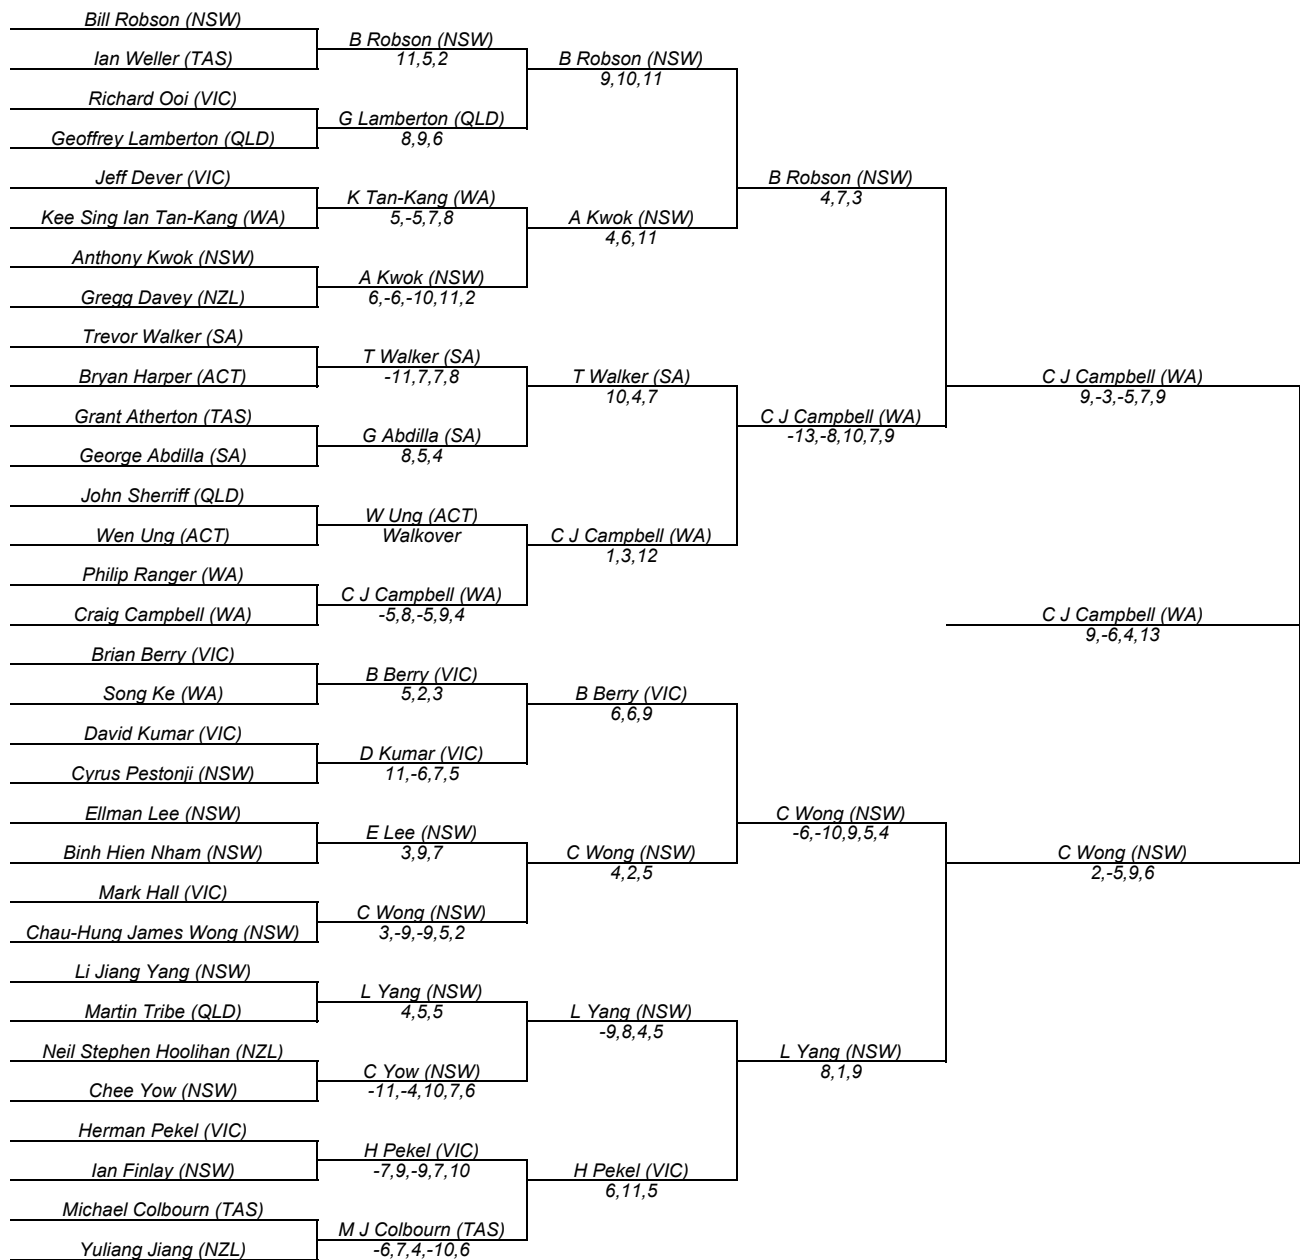 Bill Robson (NSW)
Ian Weller (TAS)
Richard Ooi (VIC)
Geoffrey Lamberton (QLD)
Jeff Dever (VIC)
Kee Sing Ian Tan-Kang (WA)
Anthony Kwok (NSW)
Gregg Davey (NZL)
Trevor Walker (SA)
Bryan Harper (ACT)
Grant Atherton (TAS)
George Abdilla (SA)
John Sherriff (QLD)
Wen Ung (ACT)
Philip Ranger (WA)
Craig Campbell (WA)
Brian Berry (VIC)
Song Ke (WA)
David Kumar (VIC)
Cyrus Pestonji (NSW)
Ellman Lee (NSW)
Binh Hien Nham (NSW)
Mark Hall (VIC)
Chau-Hung James Wong (NSW)
Li Jiang Yang (NSW)
Martin Tribe (QLD)
Neil Stephen Hoolihan (NZL)
Chee Yow (NSW)
Herman Pekel (VIC)
Ian Finlay (NSW)
Michael Colbourn (TAS)
Yuliang Jiang (NZL)
B Robson (NSW)
11,5,2
G Lamberton (QLD)
8,9,6
K Tan-Kang (WA)
5,-5,7,8
A Kwok (NSW)
6,-6,-10,11,2
T Walker (SA)
-11,7,7,8
G Abdilla (SA)
8,5,4
W Ung (ACT)
Walkover
C J Campbell (WA)
-5,8,-5,9,4
B Berry (VIC)
5,2,3
D Kumar (VIC)
11,-6,7,5
E Lee (NSW)
3,9,7
C Wong (NSW)
3,-9,-9,5,2
L Yang (NSW)
4,5,5
C Yow (NSW)
-11,-4,10,7,6
H Pekel (VIC)
-7,9,-9,7,10
M J Colbourn (TAS)
-6,7,4,-10,6
B Robson (NSW)
9,10,11
A Kwok (NSW)
4,6,11
T Walker (SA)
10,4,7
C J Campbell (WA)
1,3,12
B Berry (VIC)
6,6,9
C Wong (NSW)
4,2,5
L Yang (NSW)
-9,8,4,5
H Pekel (VIC)
6,11,5
B Robson (NSW)
4,7,3
C J Campbell (WA)
-13,-8,10,7,9
C Wong (NSW)
-6,-10,9,5,4
L Yang (NSW)
8,1,9
C J Campbell (WA)
9,-3,-5,7,9
C J Campbell (WA)
9,-6,4,13
C Wong (NSW)
2,-5,9,6